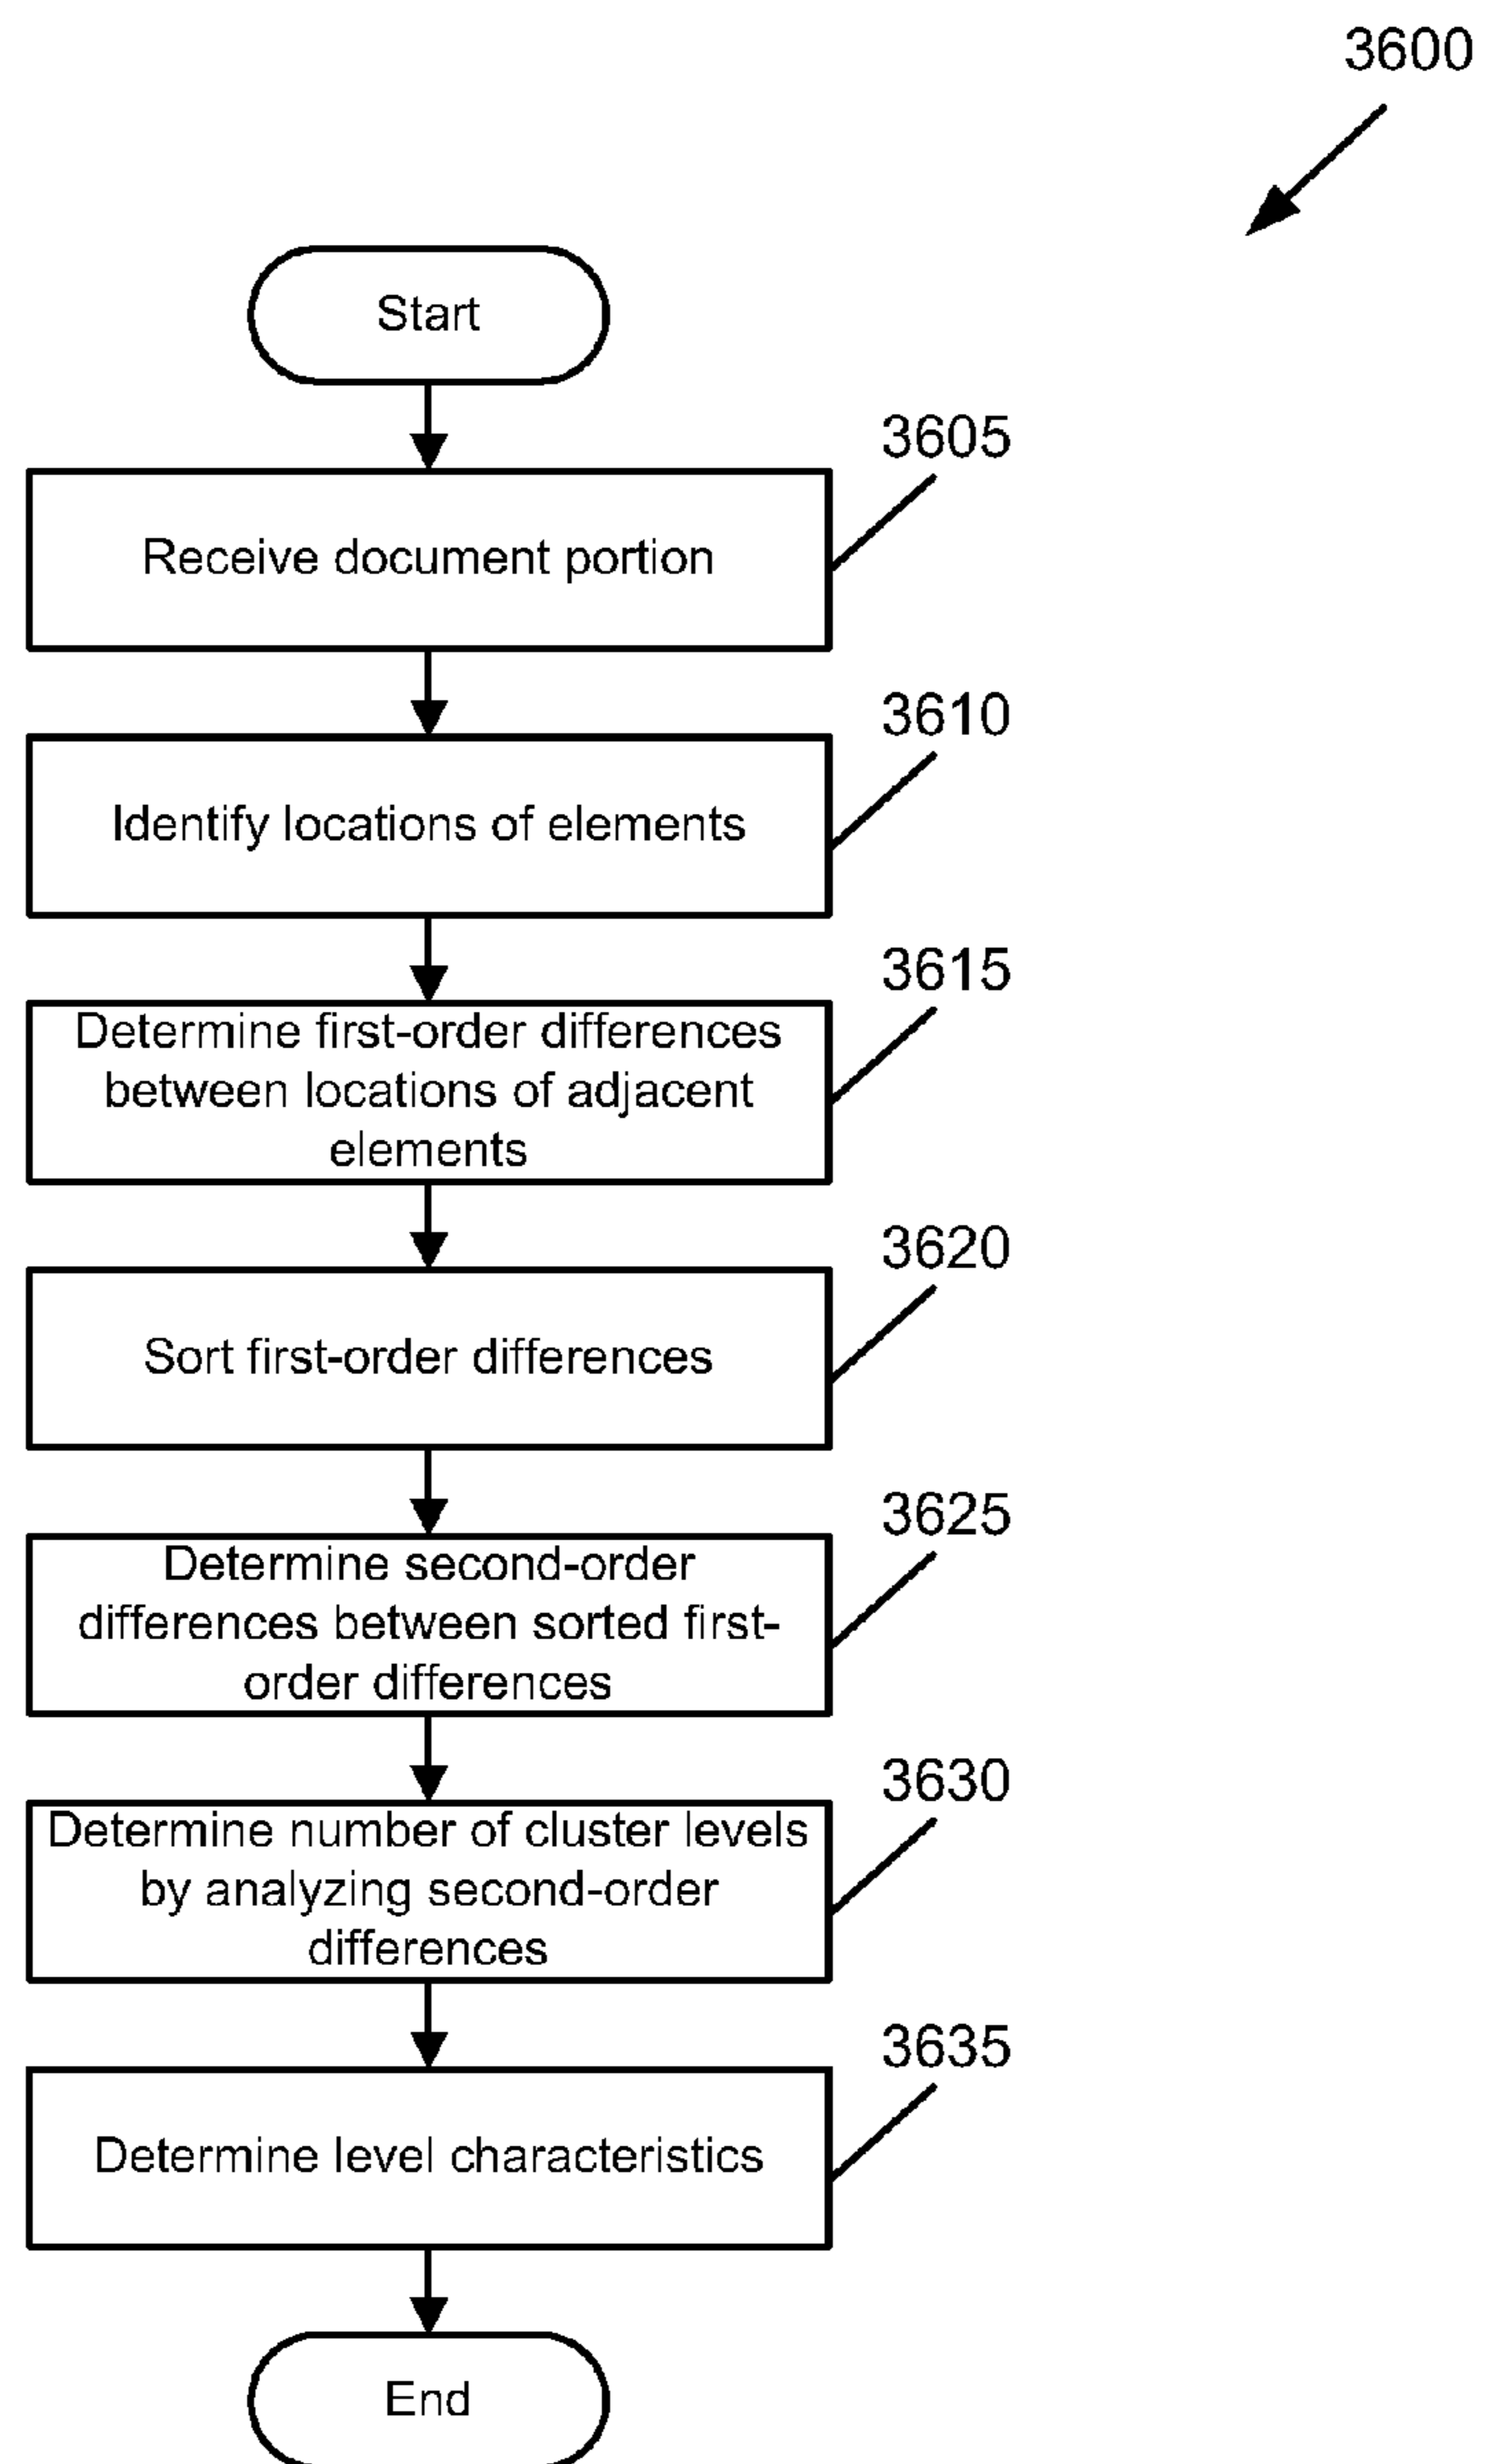 3600
Start
3605
Receive document portion
3610
Identify locations of elements
3615
Determine first-order differences
between locations of adjacent
elements
3620
Sort first-order differences
3625
Determine second-order
differences between sorted first-
order differences
3630
Determine number of cluster levels
by analyzing second-order
differences
3635
Determine level characteristics
End